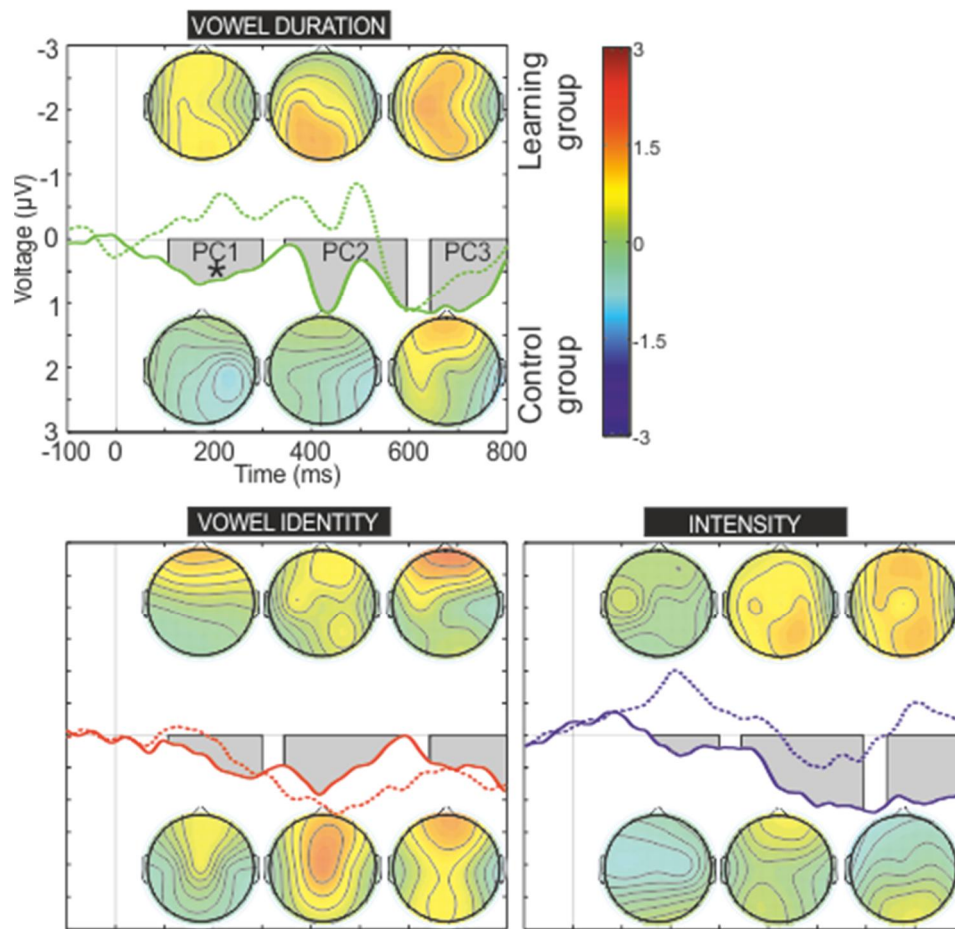 VOWEL DURATION
-3
-2
-1
0
1
2
3
Voltage (µV)
PC1
*
PC2
PC3
-100 0 200 400 600 800
Time (ms)
Learning
group
Control
group
3
1.5
0
-1.5
-3
VOWEL IDENTITY
INTENSITY